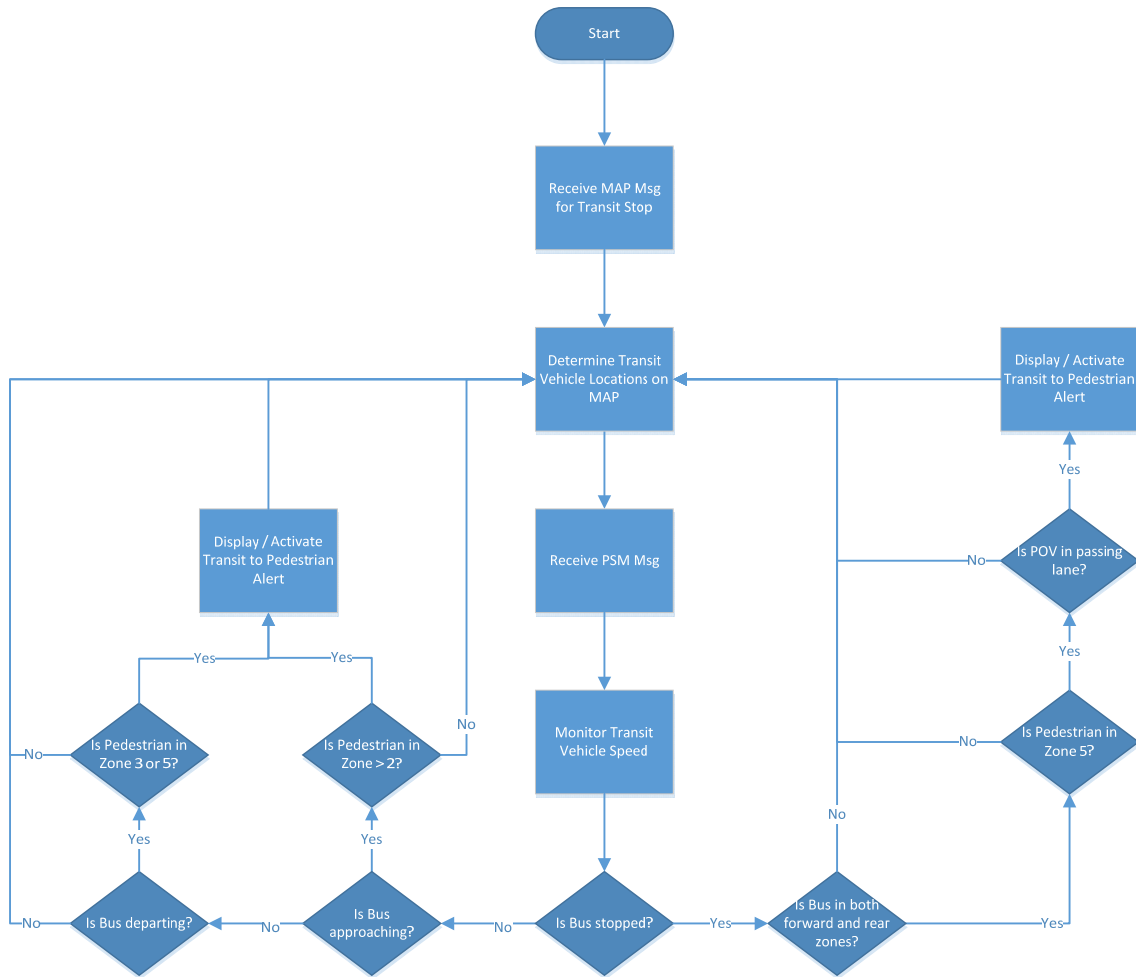 Start
Receive MAP Msg
for Transit Stop
Determine Transit
Vehicle Locations on
MAP
Display / Activate
Transit to Pedestrian
Alert
Yes
Display / Activate
Transit to Pedestrian
Alert
Receive PSM Msg
Is POV in passing
lane?
No
Yes
Yes
Yes
No
Is Pedestrian in
Zone 3 or 5?
No
Is Pedestrian in
Zone > 2?
Monitor Transit
Vehicle Speed
No
Is Pedestrian in
Zone 5?
No
Yes
Yes
No
Is Bus departing?
No
Is Bus
approaching?
No
Is Bus stopped?
Yes
Is Bus in both
forward and rear
zones?
Yes